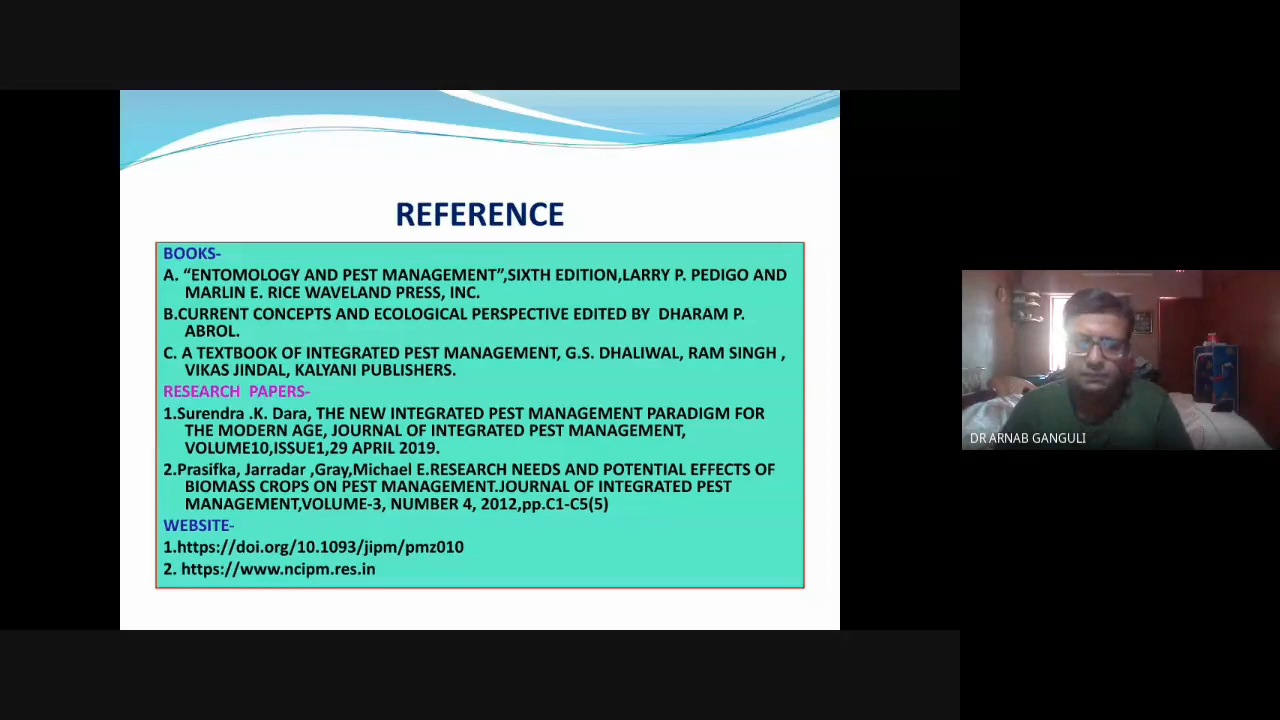 REFERENCE
BOOKS-
A. “ENTOMOLOGY AND PEST MANAGEMENT”,SIXTH EDITION,LARRY P. PEDIGO AND
MARLIN E. RICE WAVELAND PRESS, INC.
B.CURRENT CONCEPTS AND ECOLOGICAL PERSPECTIVE EDITED BY DHARAM P.
ABROL.
C. A TEXTBOOK OF INTEGRATED PEST MANAGEMENT, G.S. DHALIWAL, RAM SINGH ,
VIKAS JINDAL, KALYANI PUBLISHERS.
RESEARCH PAPERS-
1.Surendra .K. Dara, THE NEW INTEGRATED PEST MANAGEMENT PARADIGM FOR
THE MODERN AGE, JOURNAL OF INTEGRATED PEST MANAGEMENT,
VOLUME10,ISSUE1,29 APRIL 2019.
2.Prasifka, Jarradar ,Gray,Michael E.RESEARCH NEEDS AND POTENTIAL EFFECTS OF
BIOMASS CROPS ON PEST MANAGEMENT.JOURNAL OF INTEGRATED PEST
MANAGEMENT,VOLUME-3, NUMBER 4, 2012,pp.C1-C5(5)
WEBSITE-
1.https://doi.org/10.1093/jipm/pmz010
2. https://www.ncipm.res.in
DR ARNAB GANGULI